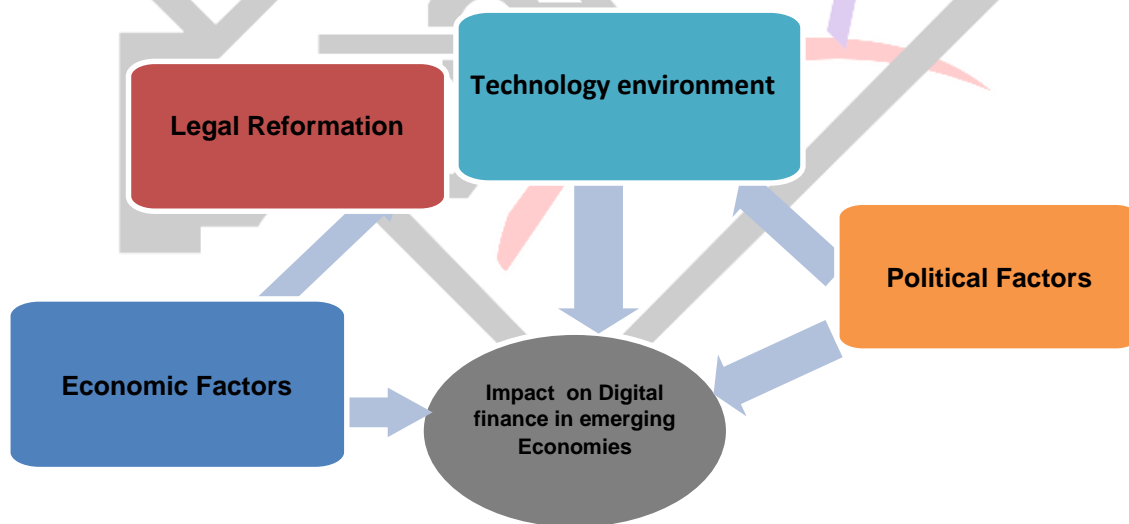 Technology environment
Legal Reformation
Political Factors
Economic Factors
Impact on Digital
finance in emerging
Economies